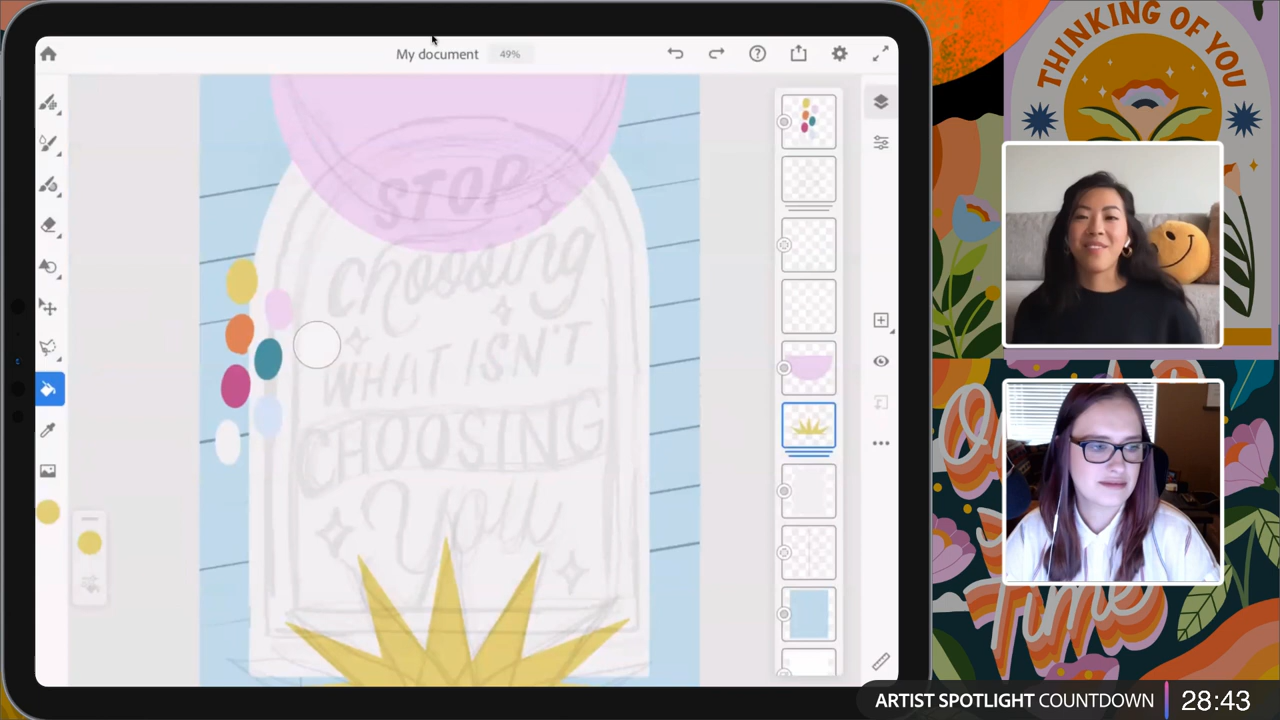 My document
49%
STOP
choosing
WHAT ISN'T
CHOOSING
You
THINKING OF YOU
Time
ARTIST SPOTLIGHT COUNTDOWN
28:43